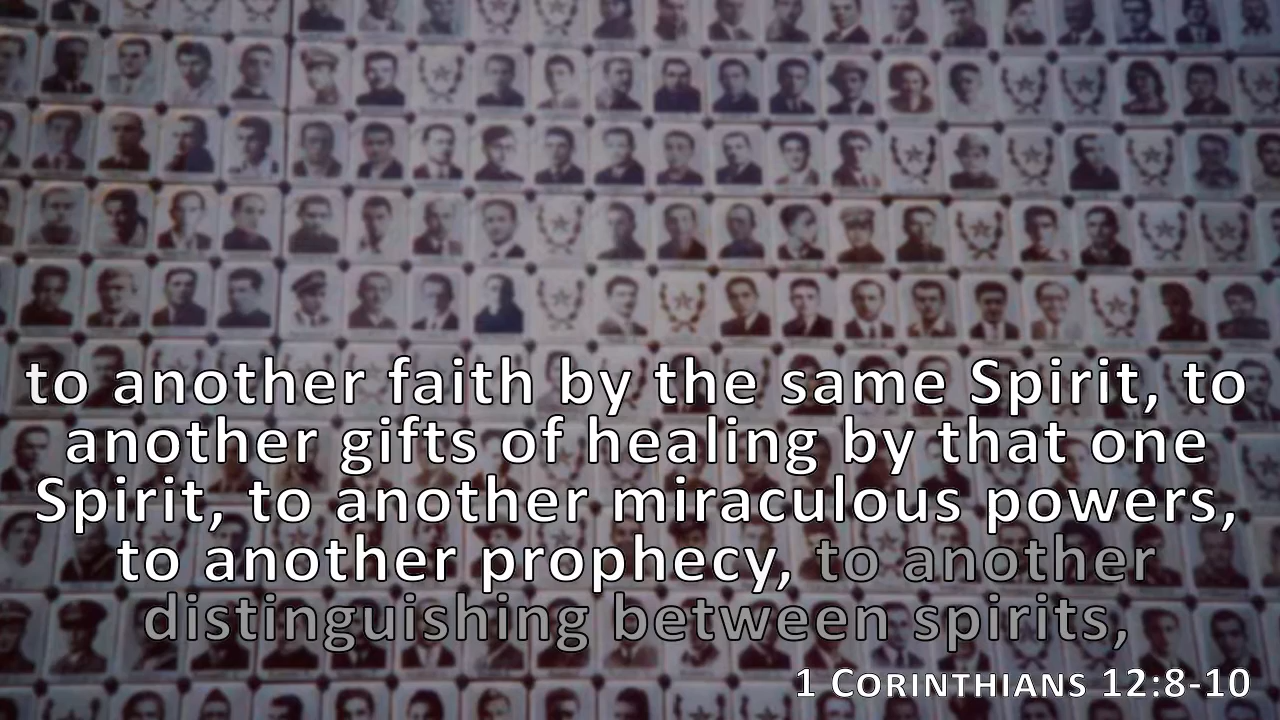 to another faith by the same Spirit, to
another gifts of healing by that one
Spirit, to another miraculous powers,
to another prophecy, to another
distinguishing between spirits,
1 Corinthians 12:8-10